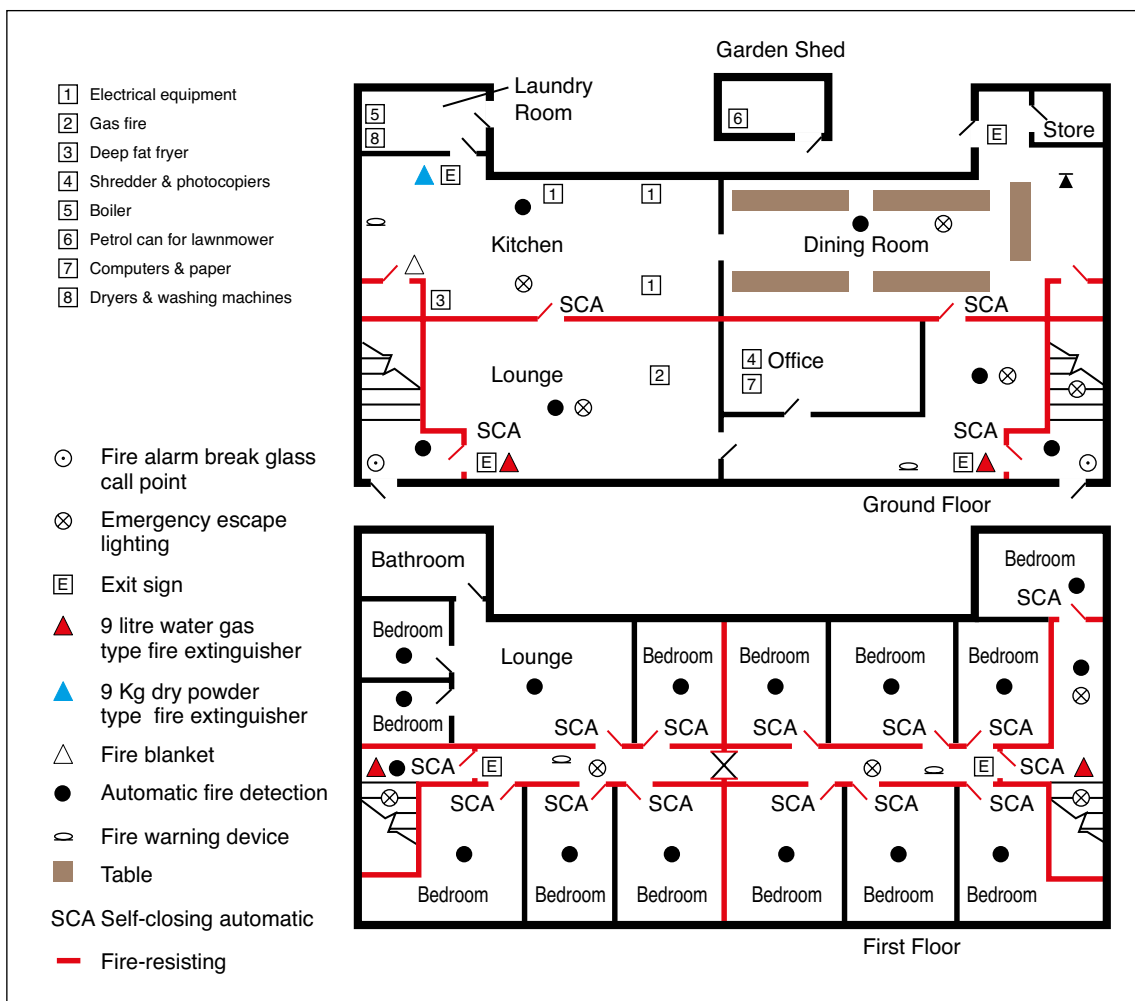 Garden Shed
1 Electrical equipment
2 Gas fire
3 Deep fat fryer
4 Shredder & photocopiers
5 Boiler
6 Petrol can for lawnmower
7 Computers & paper
8 Dryers & washing machines
Laundry
Room
5
8
6
E
Store
E
1
1
Kitchen
Dining Room
1
3
SCA
SCA
Lounge
2
4 Office
7
SCA
SCA
E
E
Ground Floor
Fire alarm break glass
call point
Emergency escape
lighting
E Exit sign
9 litre water gas
type fire extinguisher
9 Kg dry powder
type fire extinguisher
Fire blanket
Automatic fire detection
Fire warning device
Table
SCA Self-closing automatic
Fire-resisting
Bathroom
Bedroom
SCA
Bedroom
Lounge
Bedroom
Bedroom
Bedroom
Bedroom
Bedroom
SCA
SCA
SCA
SCA
SCA
SCA
E
E
SCA
SCA
SCA
SCA
SCA
SCA
SCA
Bedroom
Bedroom
Bedroom
Bedroom
Bedroom
Bedroom
First Floor